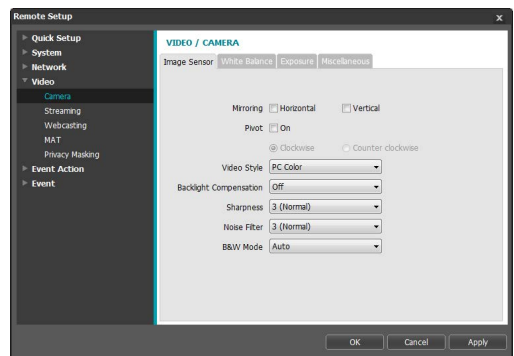 Remote Setup
x
Quick Setup
System
Network
Video
Camera
Streaming
Webcasting
MAT
Privacy Masking
Event Action
Event
VIDEO / CAMERA
Image Sensor White Balance Exposure Miscellaneous
Mirroring Horizontal Vertical
Pivot On
Clockwise Counter clockwise
Video Style PC Color
Backlight Compensation Off
Sharpness 3 (Normal)
Noise Filter 3 (Normal)
B&W Mode Auto
OK Cancel Apply